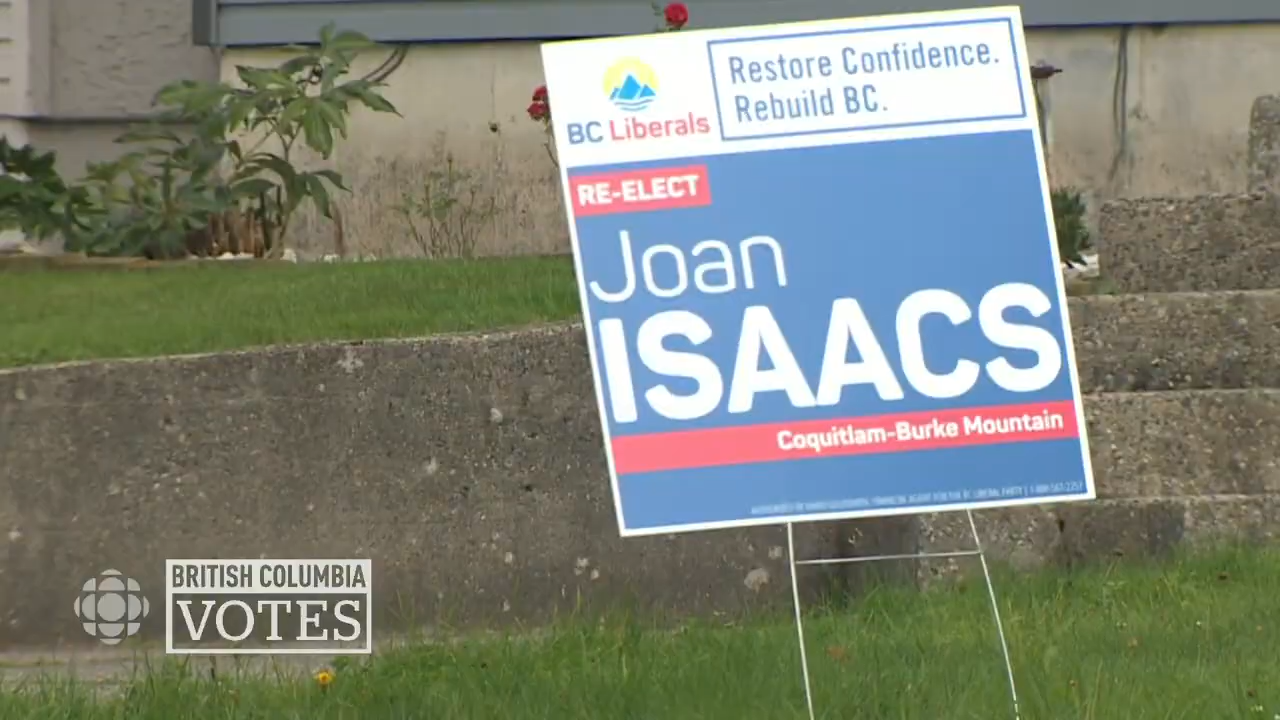 Restore Confidence.
Rebuild BC.
BC Liberals
RE-ELECT
Joan
ISAACS
Coquitlam-Burke Mountain
BRITISH COLUMBIA
VOTES